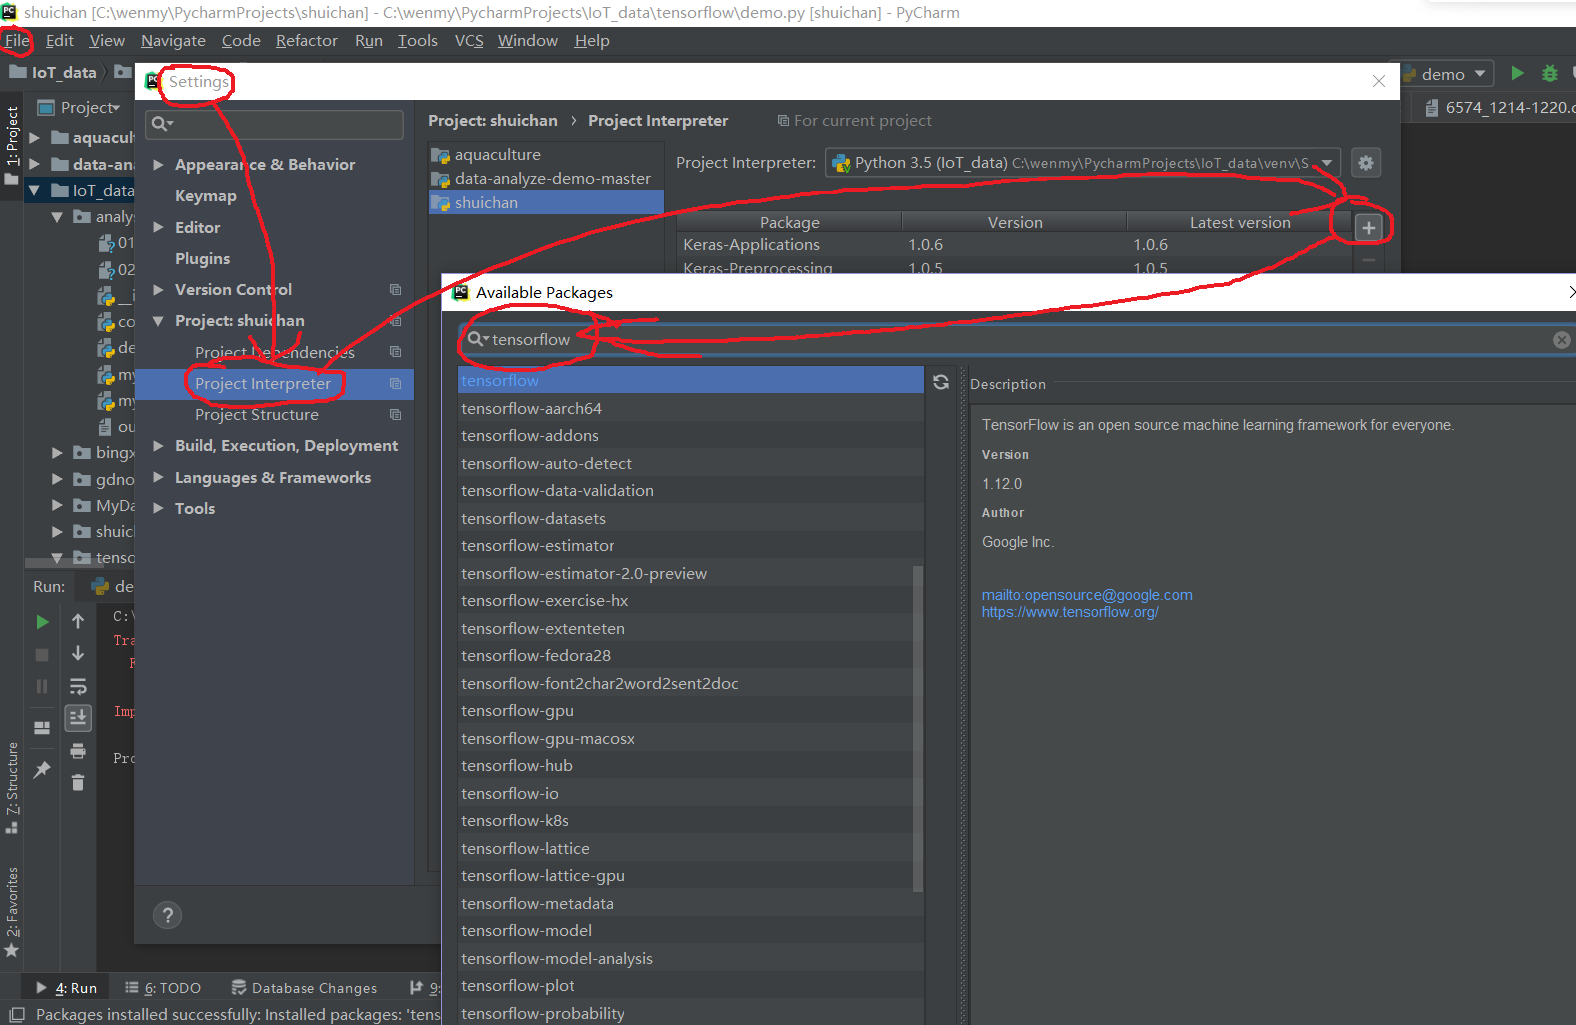 shuichan [C:\wenmy\PycharmProjects\shuichan] - C:\wenmy\PycharmProjects\IoT_data\tensorflow\demo.py [shuichan] - PyCharm
File Edit View Navigate Code Refactor Run Tools VCS Window Help
IoT_data
demo
Settings
1: Project
Project
6574_1214-1220.c
aquacul
data-an
IoT_data
analys
01
02
co
de
my
my
ou
bingx
gdno
MyDa
shuic
tenso
Appearance & Behavior
Keymap
Editor
Plugins
Version Control
Project: shuichan
Project Dependencies
Project Interpreter
Project Structure
Build, Execution, Deployment
Languages & Frameworks
Tools
?
Project: shuichan › Project Interpreter For current project
aquaculture
data-analyze-demo-master
shuichan
Project Interpreter: Python 3.5 (IoT_data) C:\wenmy\PycharmProjects\IoT_data\venv\S
Package Version Latest version
Keras-Applications 1.0.6 1.0.6
Keras-Preprocessing 1.0.5 1.0.5
Available Packages
tensorflow
tensorflow
tensorflow-aarch64
tensorflow-addons
tensorflow-auto-detect
tensorflow-data-validation
tensorflow-datasets
tensorflow-estimator
tensorflow-estimator-2.0-preview
tensorflow-exercise-hx
tensorflow-extenteten
tensorflow-fedora28
tensorflow-font2char2word2sent2doc
tensorflow-gpu
tensorflow-gpu-macosx
tensorflow-hub
tensorflow-io
tensorflow-k8s
tensorflow-lattice
tensorflow-lattice-gpu
tensorflow-metadata
tensorflow-model
tensorflow-model-analysis
tensorflow-plot
tensorflow-probability
Description
TensorFlow is an open source machine learning framework for everyone.
Version
1.12.0
Author
Google Inc.
mailto:opensource@google.com
https://www.tensorflow.org/
Run: de
C:\
Tra
Imp
Pro
7: Structure
2: Favorites
4: Run 6: TODO Database Changes 9:
Packages installed successfully: Installed packages: 'tens